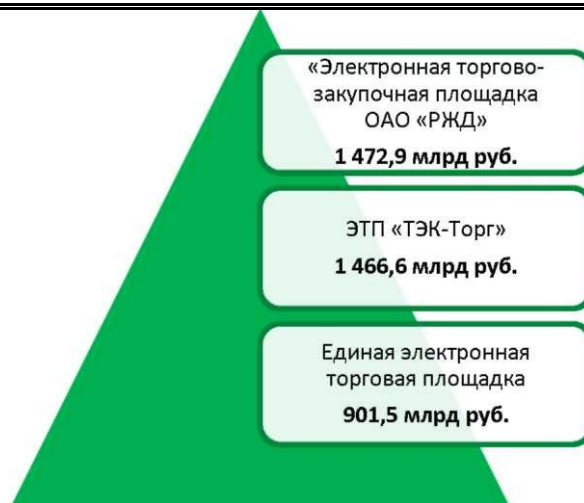 «Электронная торгово-
закупочная площадка
ОАО «РЖД»
1 472,9 млрд руб.
ЭТП «ТЭК-Торг»
1 466,6 млрд руб.
Единая электронная
торговая площадка
901,5 млрд руб.